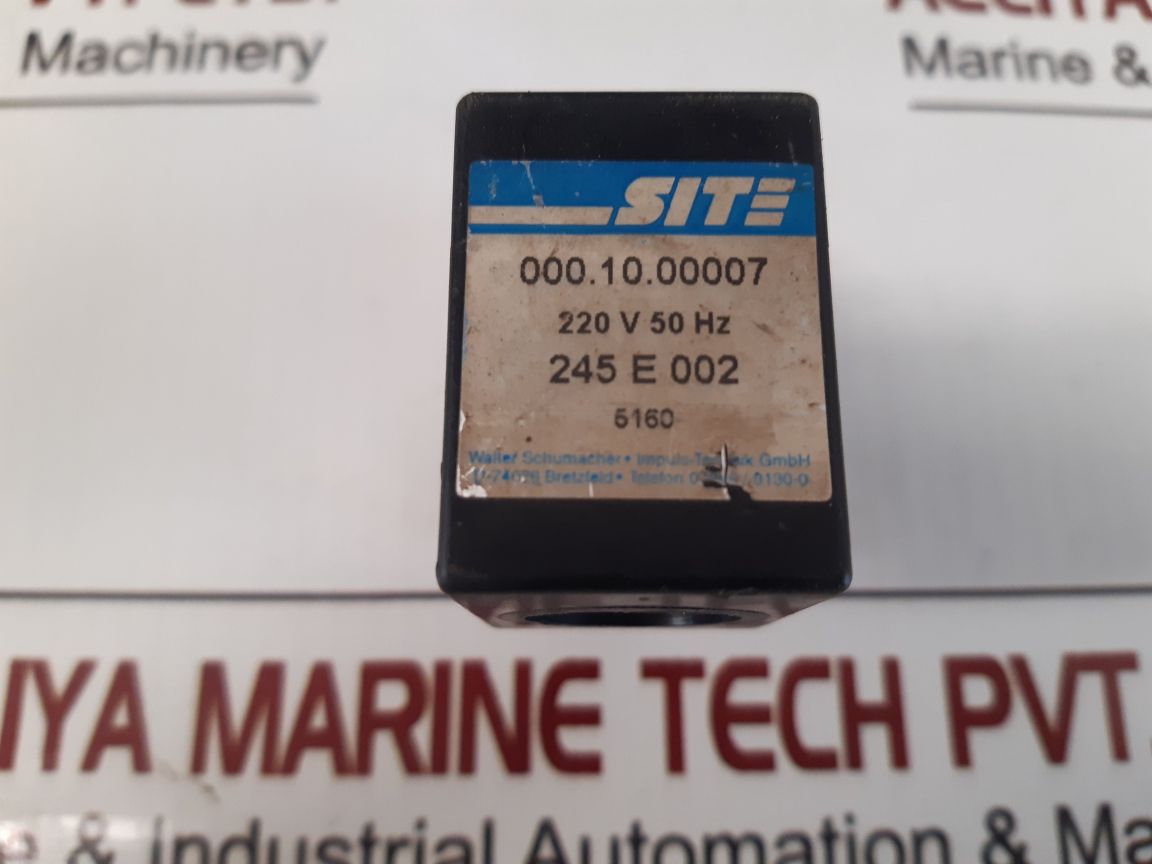 Machinery
Marine &
SITE
000.10.00007
220 V 50 Hz
245 E 002
5160
Walter Schumacher • Impuls-Technik GmbH
Bretzfeld • Telefon
IYA MARINE TECH PVT.
& industrial Automation & Ma